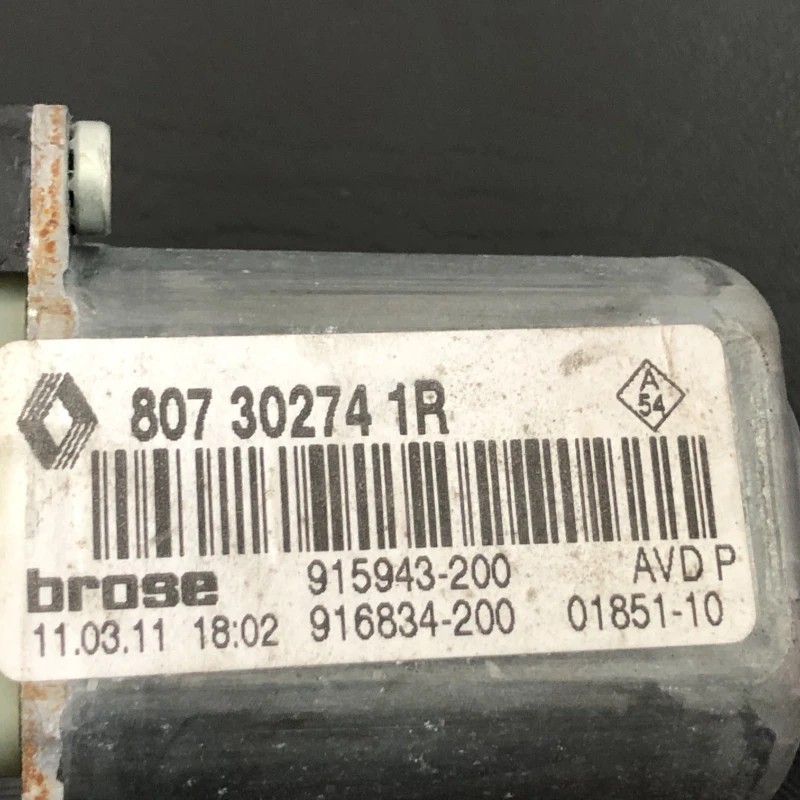 807 30274 1R
A
54
brose
915943-200
AVD P
11.03.11 18:02
916834-200
01851-10